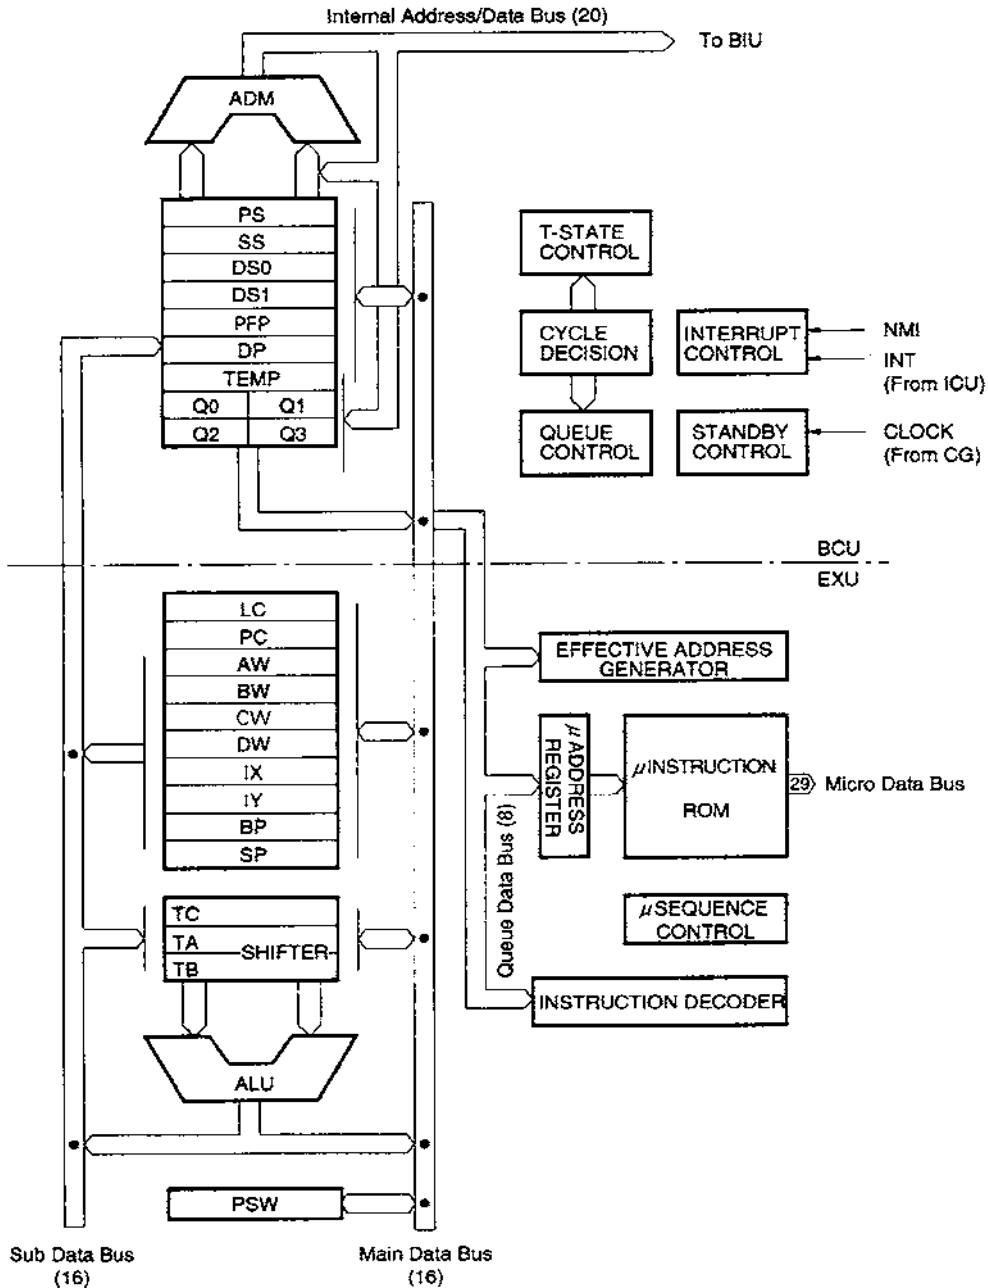 Internal Address/Data Bus (20)
To BIU
ADM
PS
SS
DS0
DS1
PFP
DP
TEMP
Q0 Q1
Q2 Q3
T-STATE
CONTROL
CYCLE
DECISION
QUEUE
CONTROL
INTERRUPT
CONTROL
NMI
INT
(From ICU)
STANDBY
CONTROL
CLOCK
(From CG)
BCU
EXU
LC
PC
AW
BW
CW
DW
IX
IY
BP
SP
TC
TA
SHIFTER
TB
ALU
PSW
EFFECTIVE ADDRESS
GENERATOR
μADDRESS
REGISTER
μINSTRUCTION
ROM
29
Micro Data Bus
Queue Data Bus (8)
μSEQUENCE
CONTROL
INSTRUCTION DECODER
Sub Data Bus
(16)
Main Data Bus
(16)